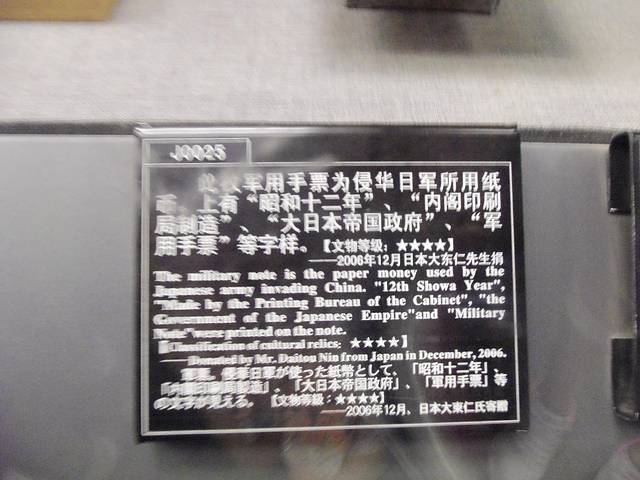 J0025
此枚军用手票为侵华日军所用纸
币。上有“昭和十二年”、“内阁印刷
局制造”、“大日本帝国政府”、“军
用手票”等字样。【文物等级：★★★★】
——2006年12月日本大东仁先生捐
The military note is the paper money used by the
Japanese army invading China. "12th Showa Year",
"Made by the Printing Bureau of the Cabinet", "the
Government of the Japanese Empire"and "Military
Note"were printed on the note.
【Classification of cultural relics: ★★★★】
Donated by Mr. Daitou Nin from Japan in December, 2006.
軍票。侵華日軍が使った紙幣として、「昭和十二年」、
「内閣印刷局製造」、「大日本帝国政府」、「軍用手票」等
の文字が見える。【文物等級：★★★★】
——2006年12月、日本大東仁氏寄贈